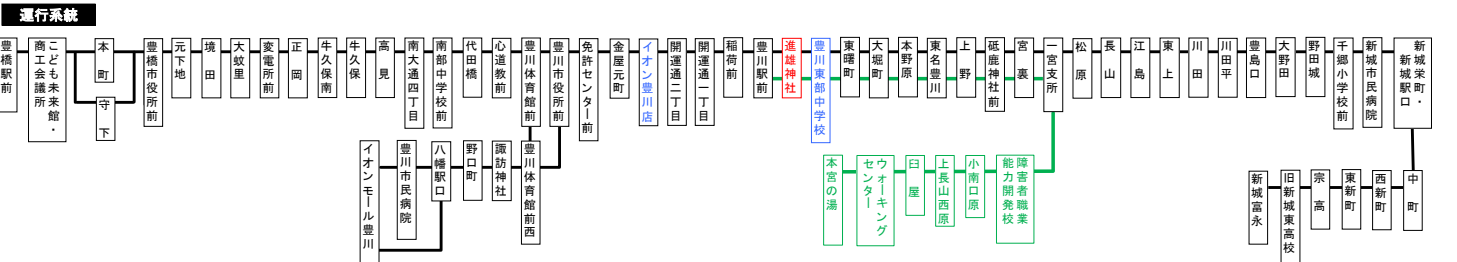 運行系統
豊橋駅前
こども未来館・
商工会議所
本町
守下
豊橋市役所前
元下地
境田
大蚊里
変電所前
正岡
牛久保南
牛久保
高見
南大通四丁目
南部中学校前
代田橋
心道教前
豊川体育館前
豊川市役所前
免許センター前
金屋元町
イオン豊川店
開運通二丁目
開運通一丁目
稲荷前
豊川駅前
進雄神社
豊川東部中学校
東曙町
大堀町
本野原
東名豊川
上野
砥鹿神社前
宮裏
一宮支所
松原
長山
江島
東上
川田
川田平
豊島口
大野田
野田城
千郷小学校前
新城市民病院
新城栄町・
新城駅口
イオンモール豊川
豊川市民病院
八幡駅口
野口町
諏訪神社
豊川体育館前西
本宮の湯
ウォーキング
センター
臼屋
上長山西原
小南口原
障害者職業
能力開発校
新城富永
旧新城東高校
宗高
東新町
西新町
中町